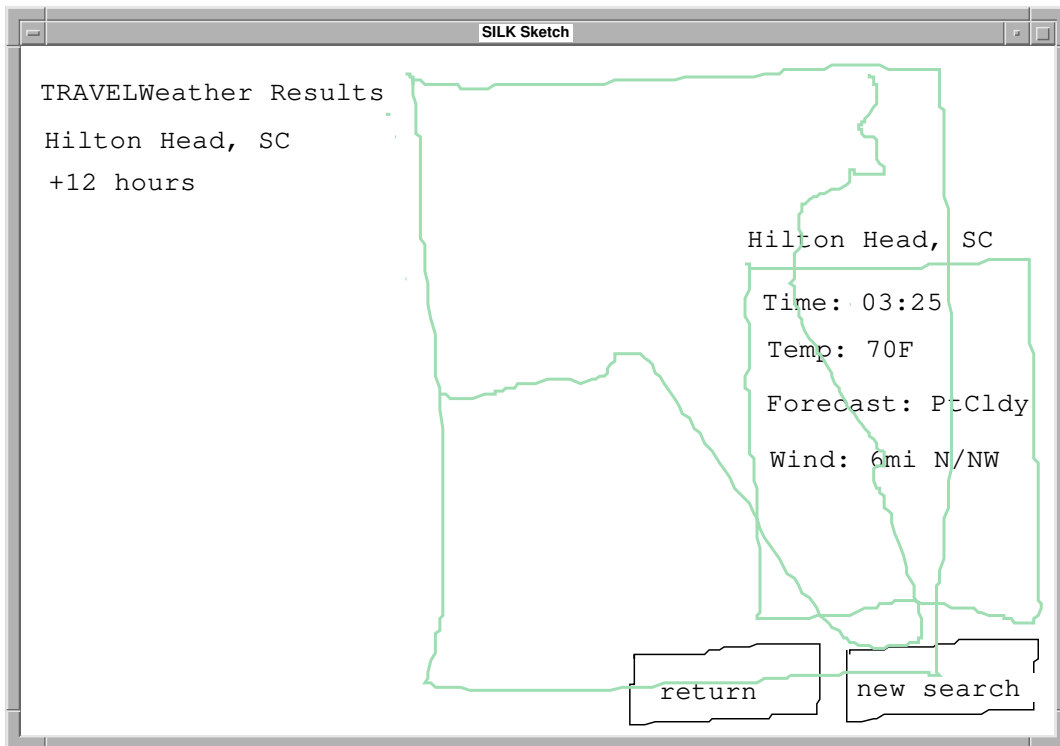 SILK Sketch
TRAVELWeather Results
Hilton Head, SC
+12 hours
Hilton Head, SC
Time: 03:25
Temp: 70F
Forecast: PtCldy
Wind: 6mi N/NW
return
new search